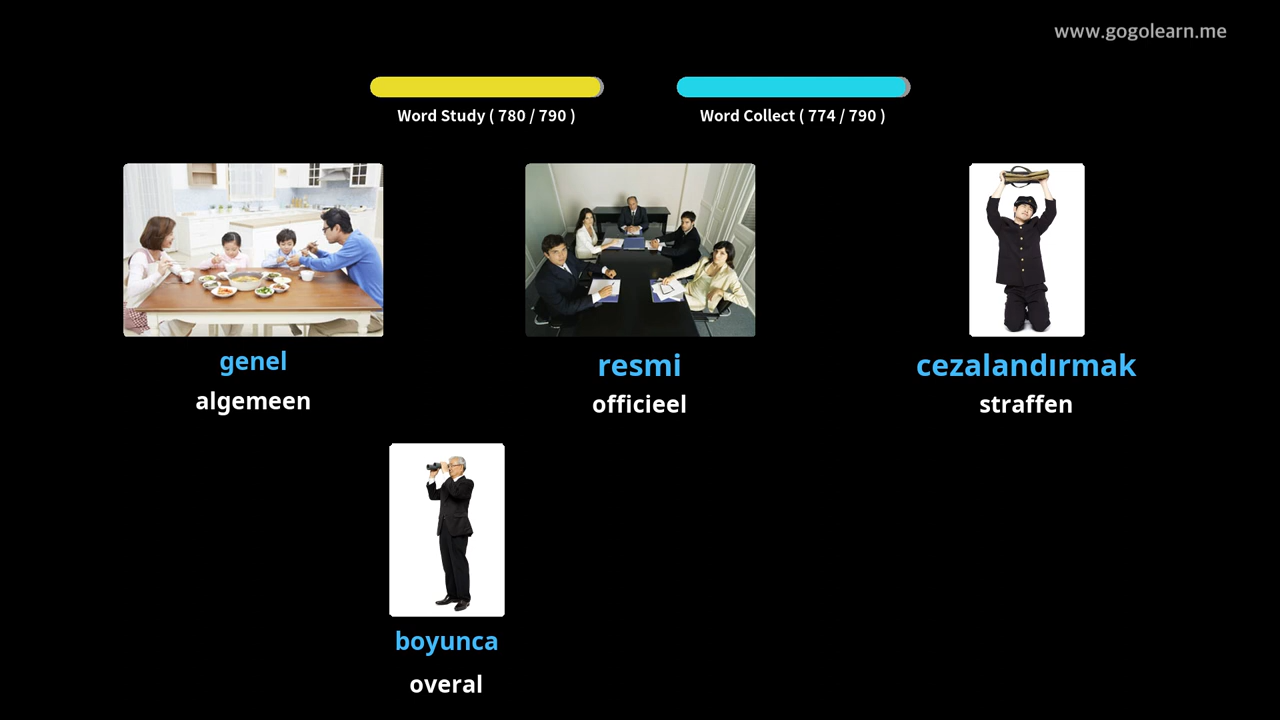 www.gogolearn.me
Word Study ( 780 / 790 )
Word Collect ( 774 / 790 )
genel
algemeen
resmi
officieel
cezalandırmak
straffen
boyunca
overal